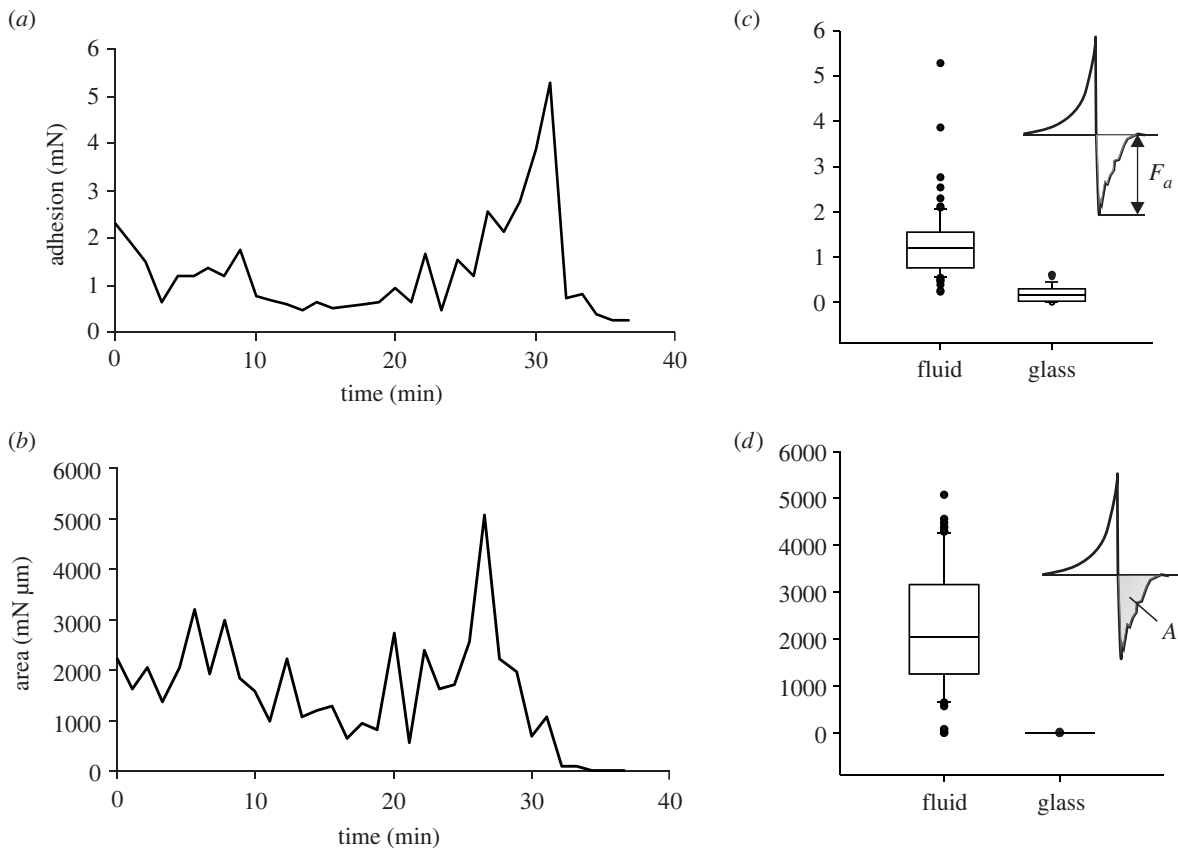 (a)
6
5
4
3
2
1
0
adhesion (mN)
0 10 20 30 40
time (min)
(c)
6
5
4
3
2
1
0
F_a
fluid glass
(b)
6000
5000
4000
3000
2000
1000
0
area (mN µm)
0 10 20 30 40
time (min)
(d)
6000
5000
4000
3000
2000
1000
0
A
fluid glass